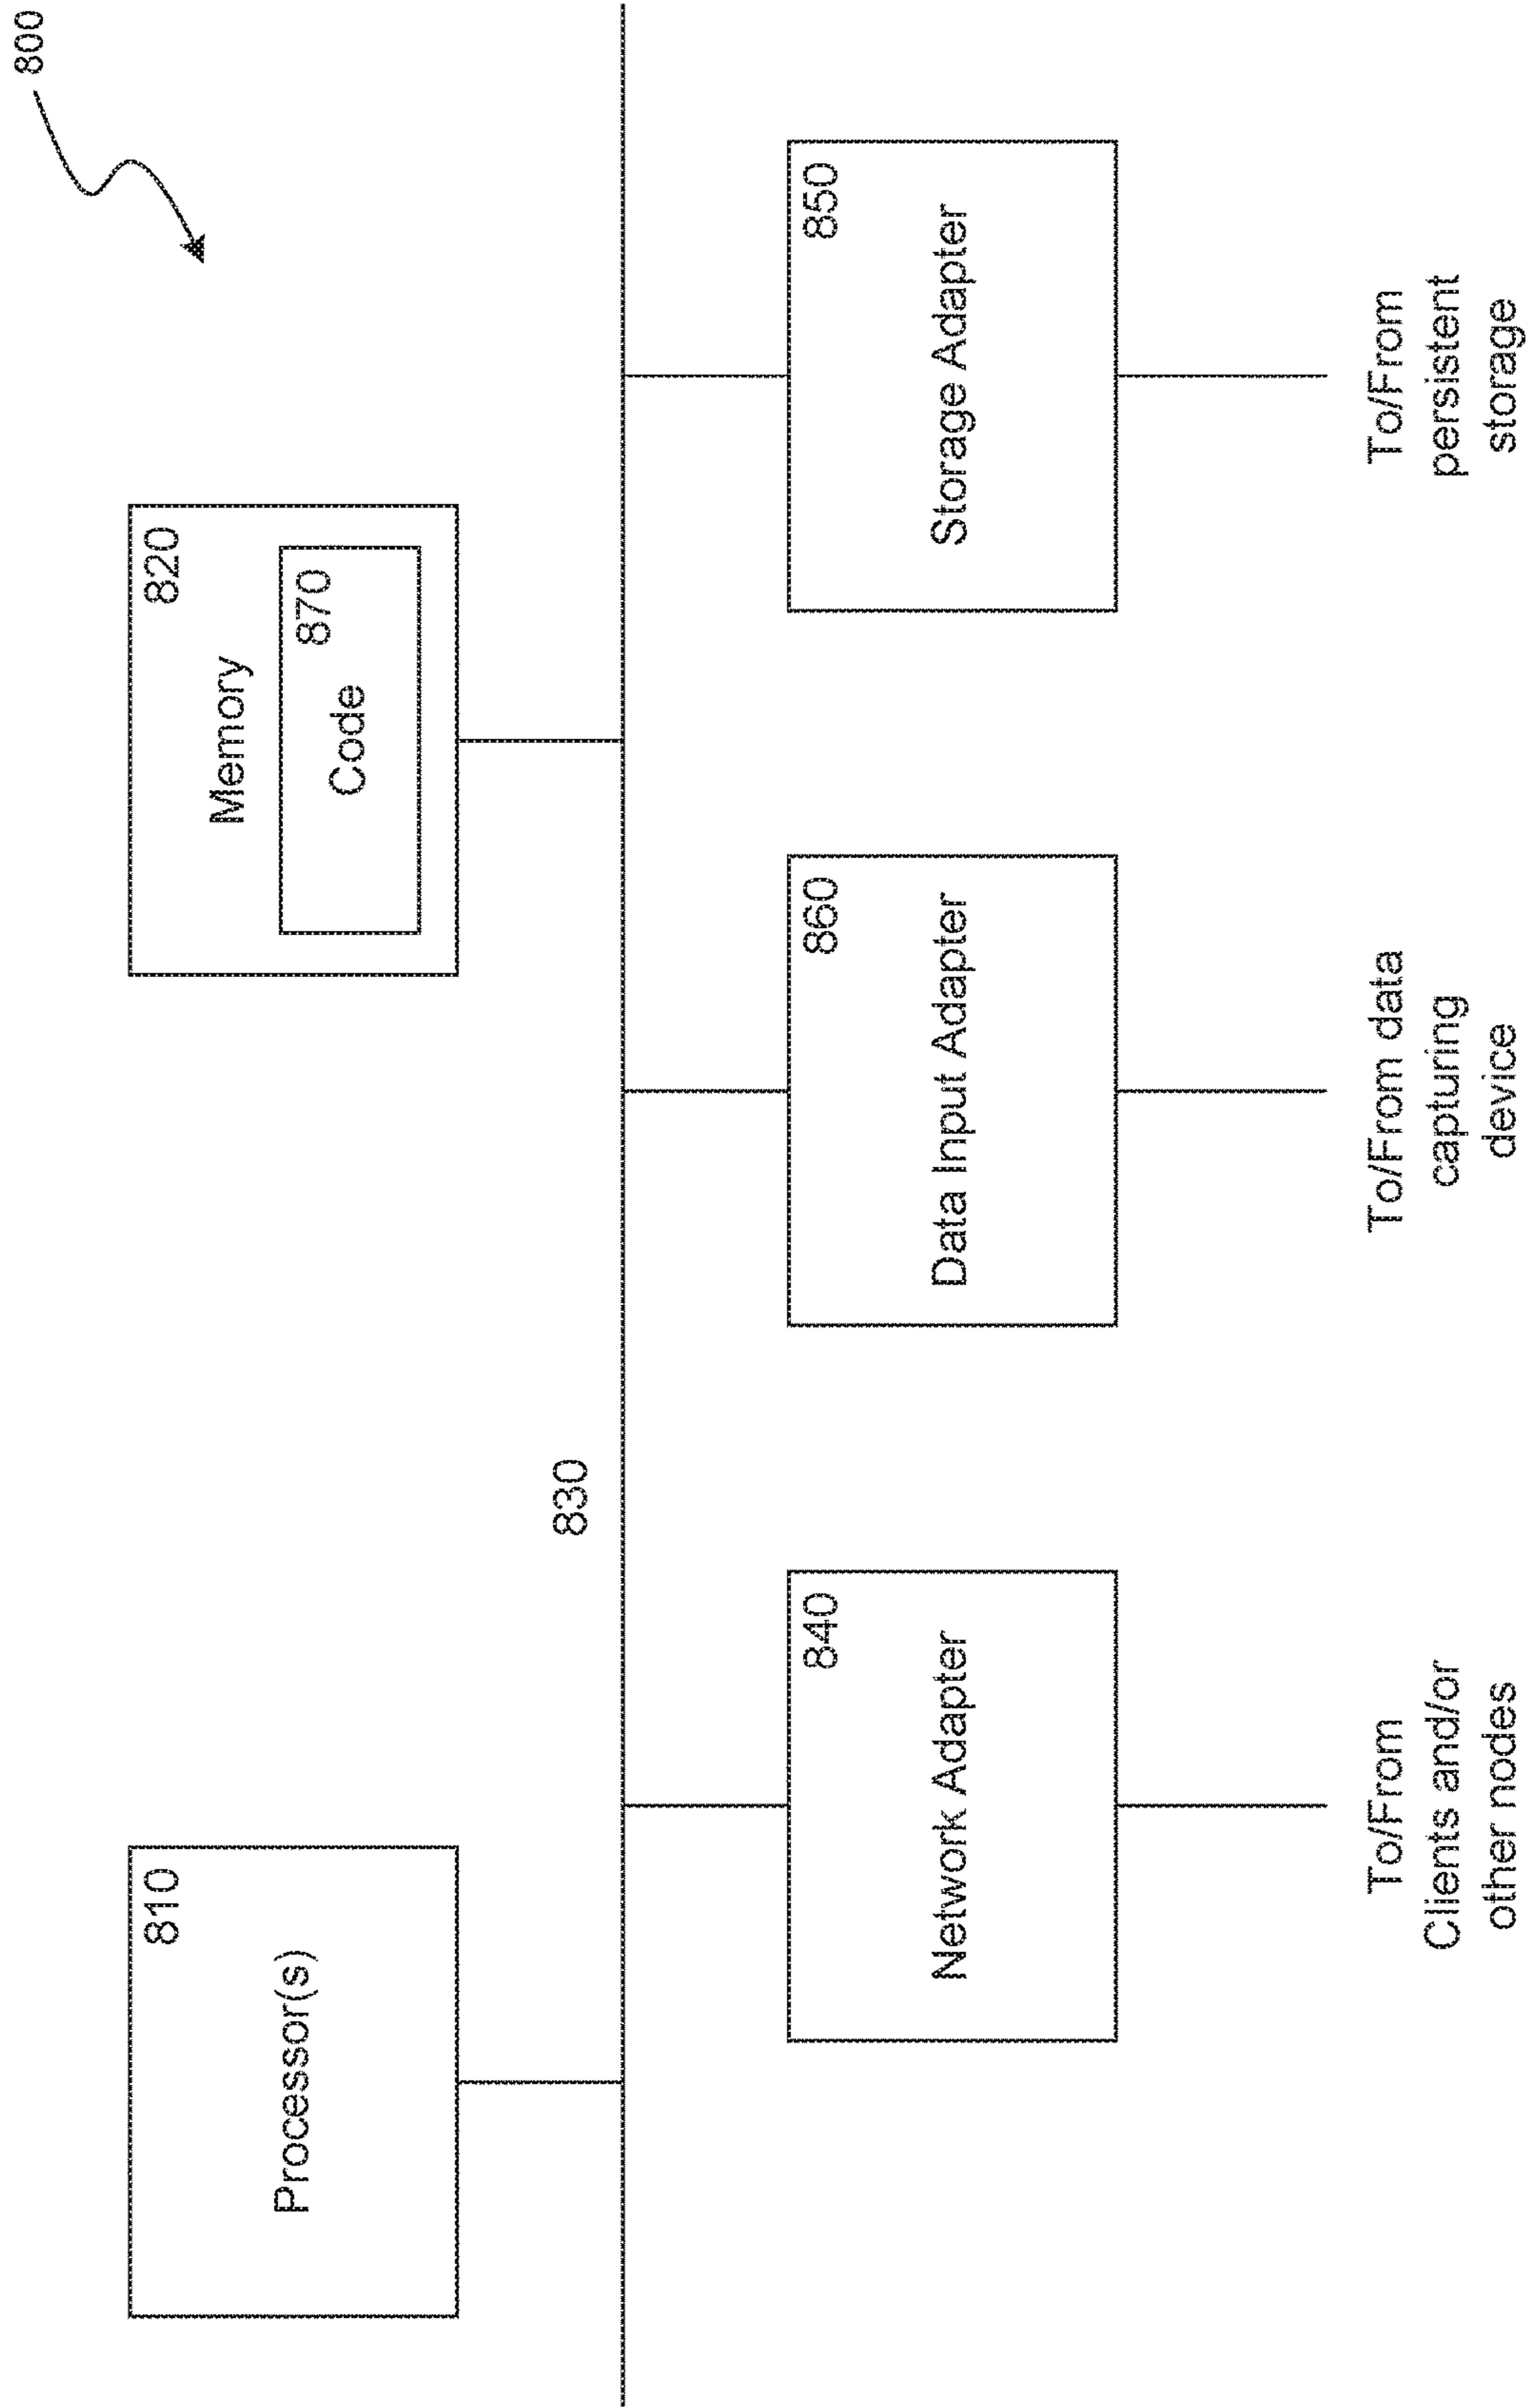 800
810
Processor(s)
820
Memory
870
Code
830
840
Network Adapter
860
Data Input Adapter
850
Storage Adapter
To/From
Clients and/or
other nodes
To/From data
capturing
device
To/From
persistent
storage